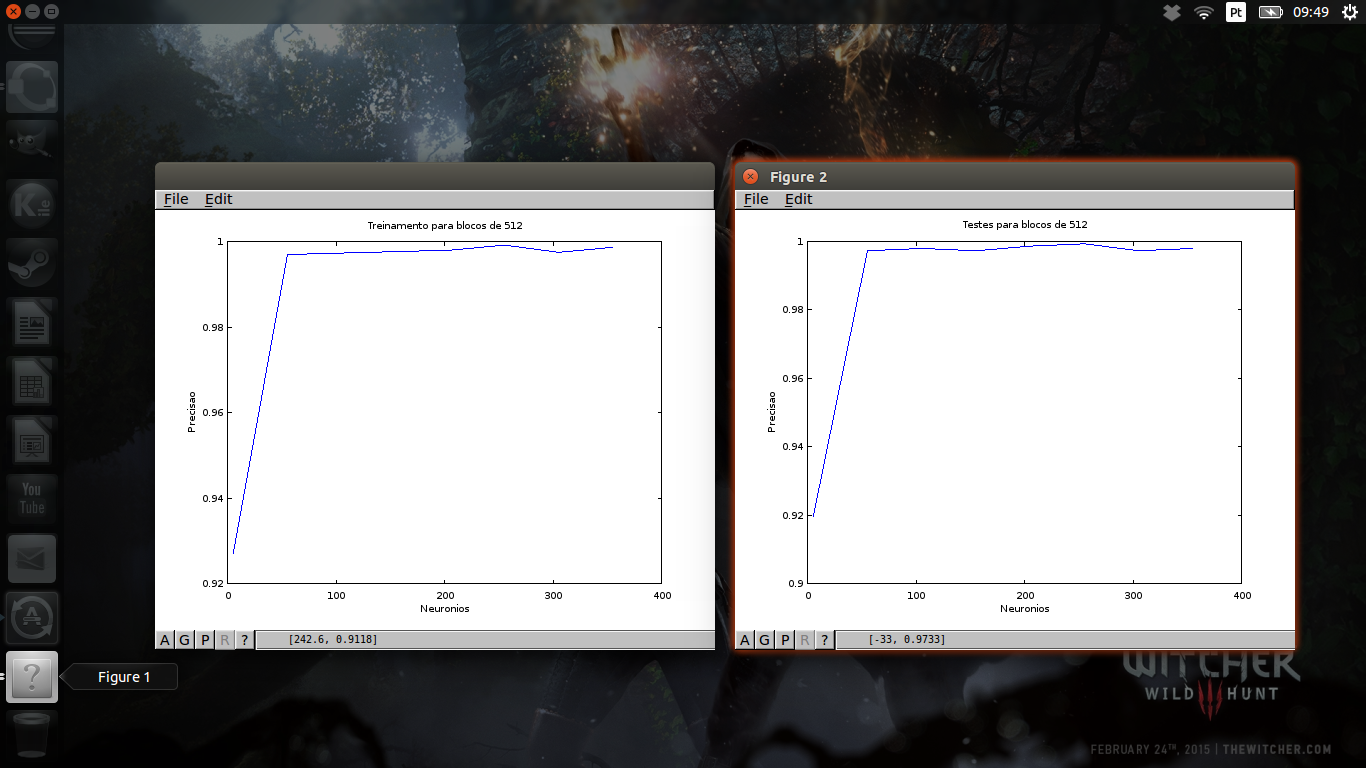 Pt 09:49
K ile
You
Tube
Figure 1
File Edit
Treinamento para blocos de 512
1
0.98
0.96
0.94
0.92
Precisao
0 100 200 300 400
Neuronios
A G P R ? [242.6, 0.9118]
Figure 2
File Edit
Testes para blocos de 512
1
0.98
0.96
0.94
0.92
0.9
Precisao
0 100 200 300 400
Neuronios
A G P R ? [-33, 0.9733]
WITCHER
WILD HUNT
FEBRUARY 24TH, 2015 | THEWITCHER.COM